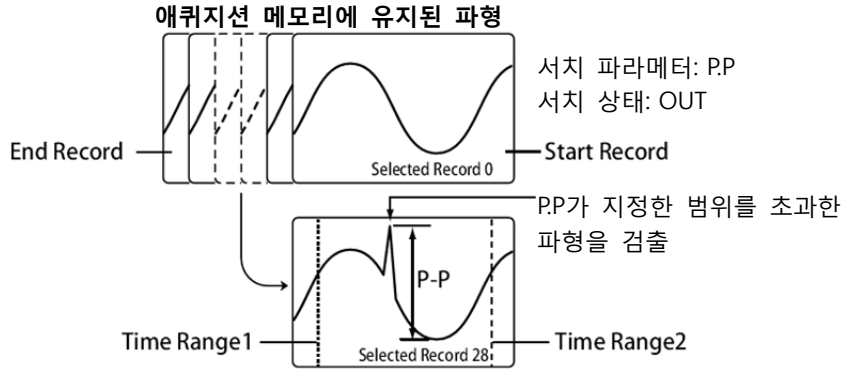 애퀴지션 메모리에 유지된 파형
서치 파라메터: P.P
서치 상태: OUT
End Record
Start Record
Selected Record 0
P.P가 지정한 범위를 초과한
파형을 검출
P-P
Time Range1
Time Range2
Selected Record 28